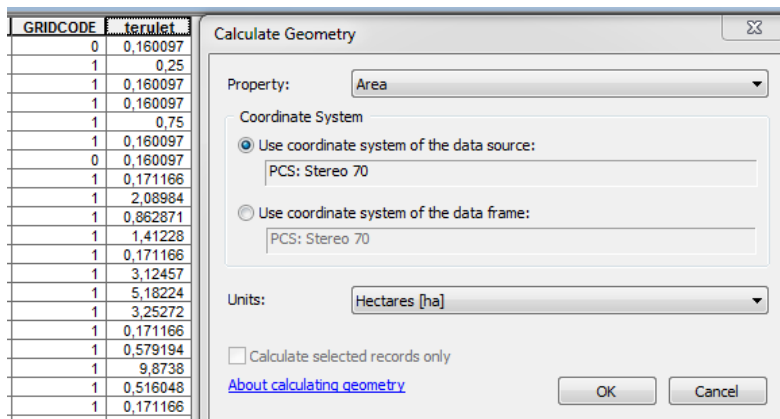 GRIDCODE terulet
0 0,160097
1 0,25
1 0,160097
1 0,160097
1 0,75
1 0,160097
0 0,160097
1 0,171166
1 2,08984
1 0,862871
1 1,41228
1 0,171166
1 3,12457
1 5,18224
1 3,25272
1 0,171166
1 0,579194
1 9,8738
1 0,516048
1 0,171166
Calculate Geometry
Property: Area
Coordinate System
Use coordinate system of the data source:
PCS: Stereo 70
Use coordinate system of the data frame:
PCS: Stereo 70
Units: Hectares [ha]
Calculate selected records only
About calculating geometry
OK Cancel